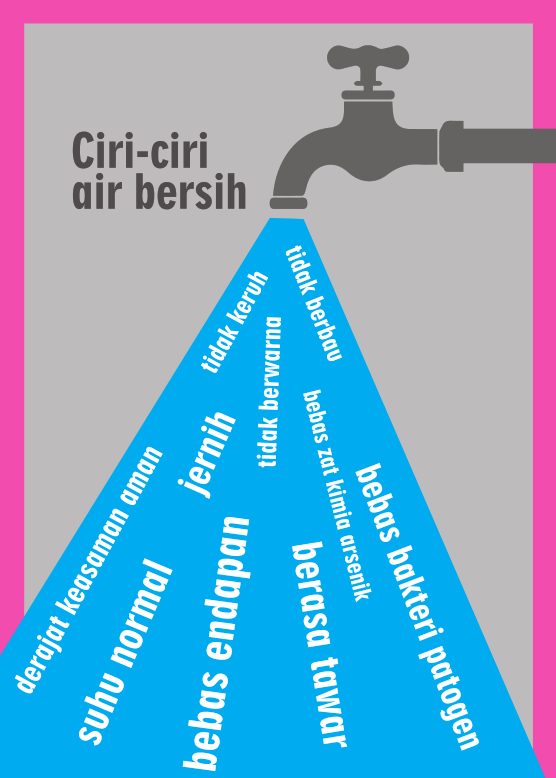 Ciri-ciri
air bersih
tidak keruh
tidak berbau
tidak berwarna
jernih
bebas zat kimia arsenik
derajat keasaman aman
bebas bakteri patogen
suhu normal
bebas endapan
berasa tawar